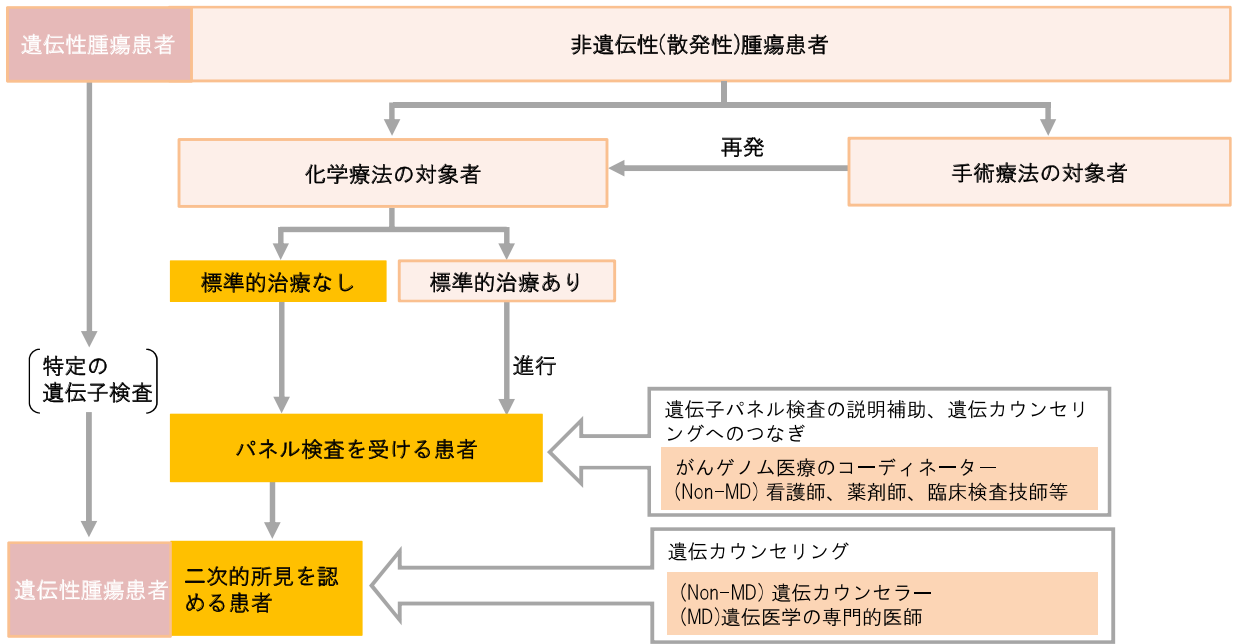 遺伝性腫瘍患者
非遺伝性(散発性)腫瘍患者
化学療法の対象者
再発
手術療法の対象者
標準的治療なし
標準的治療あり
特定の
遺伝子検査
進行
パネル検査を受ける患者
遺伝子パネル検査の説明補助、遺伝カウンセリ
ングへのつなぎ
がんゲノム医療のコーディネーター
(Non-MD) 看護師、薬剤師、臨床検査技師等
遺伝性腫瘍患者
二次的所見を認
める患者
遺伝カウンセリング
(Non-MD) 遺伝カウンセラー
(MD)遺伝医学の専門的医師